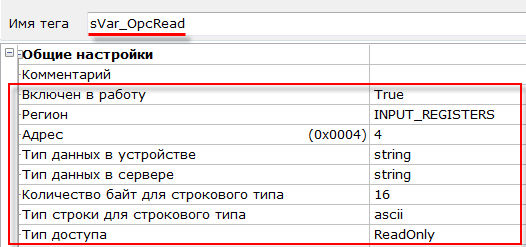 Имя тега sVar_OpcRead
Общие настройки
Комментарий
Включен в работу True
Регион INPUT_REGISTERS
Адрес (0x0004) 4
Тип данных в устройстве string
Тип данных в сервере string
Количество байт для строкового типа 16
Тип строки для строкового типа ascii
Тип доступа ReadOnly